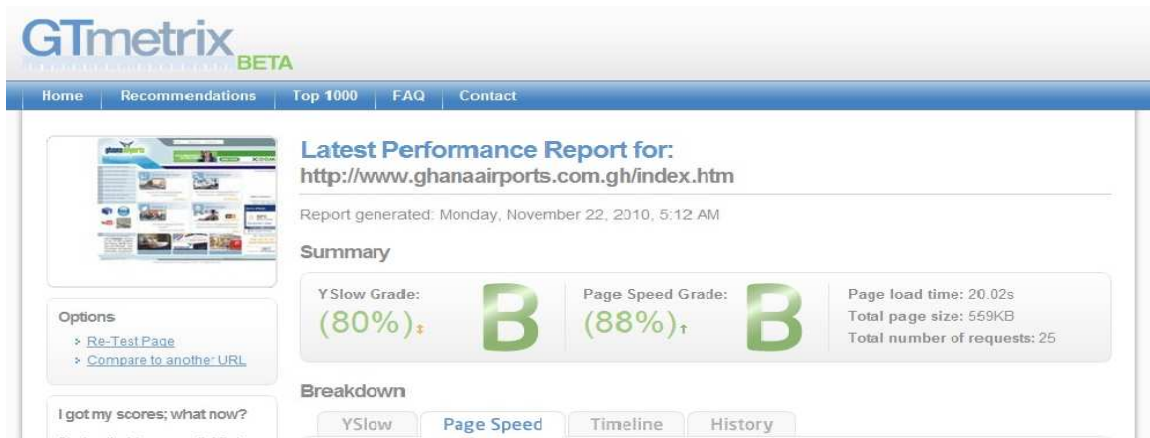 GTmetrix BETA
Home Recommendations Top 1000 FAQ Contact
Latest Performance Report for:
http://www.ghanaairports.com.gh/index.htm
Report generated: Monday, November 22, 2010, 5:12 AM
Summary
YSlow Grade:
(80%)
B
Page Speed Grade:
(88%)
B
Page load time: 20.02s
Total page size: 559KB
Total number of requests: 25
Options
Re-Test Page
Compare to another URL
I got my scores; what now?
Breakdown
YSlow Page Speed Timeline History